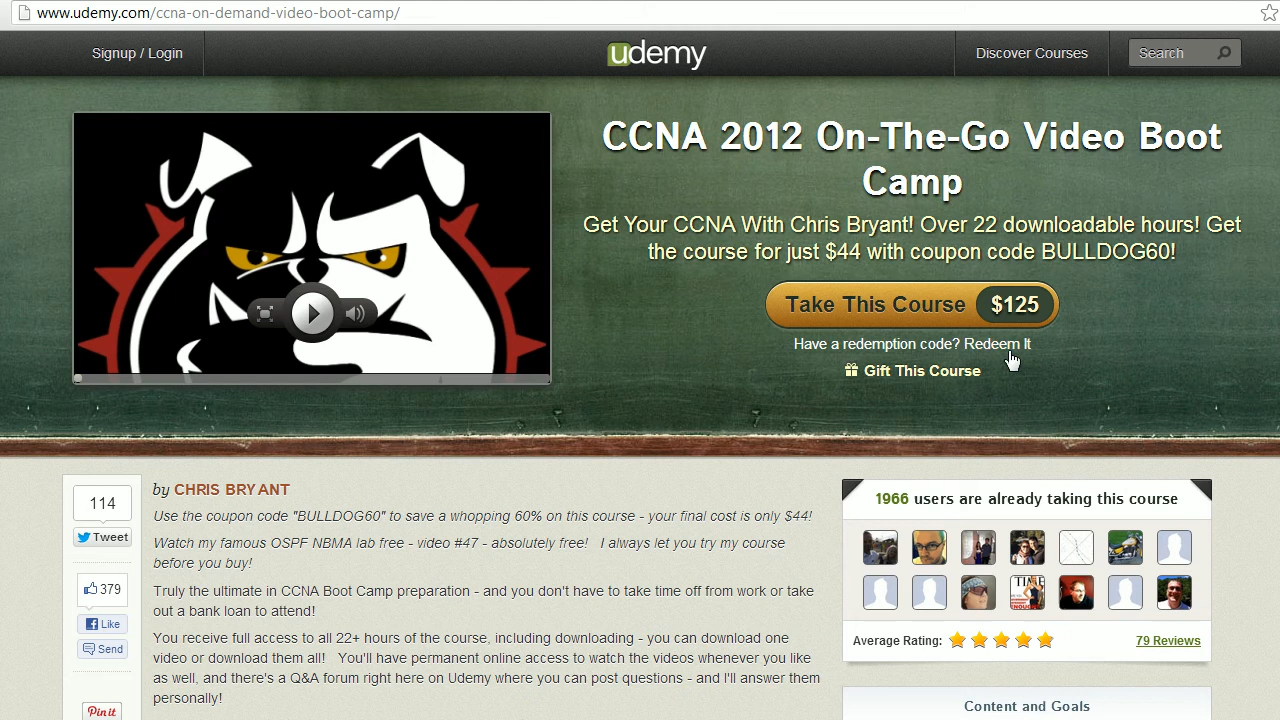 www.udemy.com/ccna-on-demand-video-boot-camp/
Signup / Login
udemy
Discover Courses
Search
CCNA 2012 On-The-Go Video Boot
Camp
Get Your CCNA With Chris Bryant! Over 22 downloadable hours! Get
the course for just $44 with coupon code BULLDOG60!
Take This Course $125
Have a redemption code? Redeem It
Gift This Course
114
Tweet
379
Like
Send
Pin it
by CHRIS BRYANT
Use the coupon code "BULLDOG60" to save a whopping 60% on this course - your final cost is only $44!
Watch my famous OSPF NBMA lab free - video #47 - absolutely free! I always let you try my course
before you buy!
Truly the ultimate in CCNA Boot Camp preparation - and you don't have to take time off from work or take
out a bank loan to attend!
You receive full access to all 22+ hours of the course, including downloading - you can download one
video or download them all! You'll have permanent online access to watch the videos whenever you like
as well, and there's a Q&A forum right here on Udemy where you can post questions - and I'll answer them
personally!
1966 users are already taking this course
TIME
Average Rating:
79 Reviews
Content and Goals